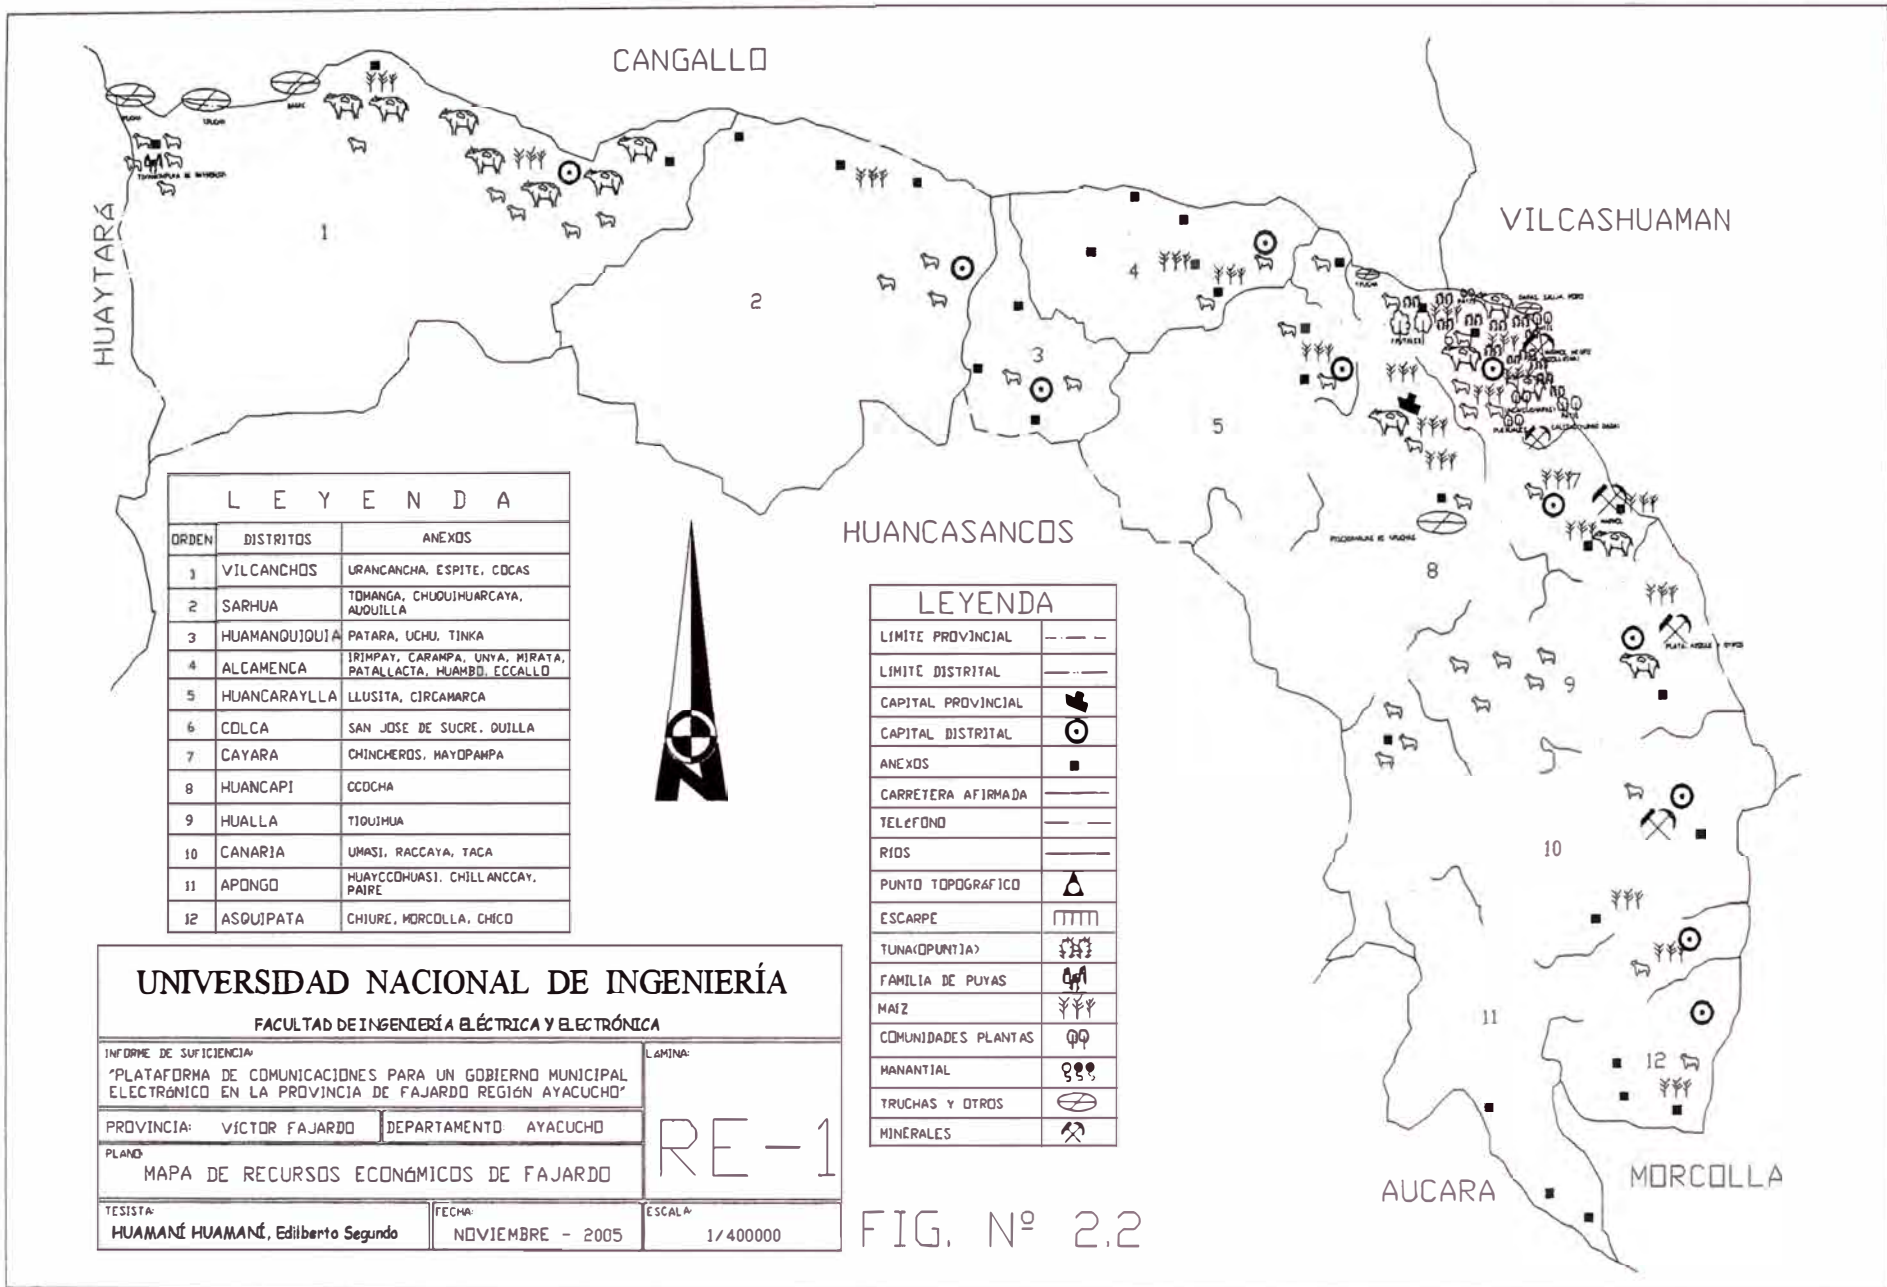 CANGALLO
VILCASHUAMAN
HUAYTARÁ
HUANCASANCOS
AUCARA
MORCOLLA
1
2
3
4
5
7
8
9
10
11
12
TRUCHA
MARMOL
PISCIGRANJAS DE TRUCHAS
L E Y E N D A
ORDEN DISTRITOS ANEXOS
1 VILCANCHOS URANCANCHA, ESPITE, COCAS
2 SARHUA TOMANGA, CHUQUIHUARCAYA,
AUQUILLA
3 HUAMANQUIQUIA PATARA, UCHU, TINKA
4 ALCAMENCA IRIMPAY, CARAMPA, UNYA, MIRATA,
PATALLACTA, HUAMBO, ECCALLO
5 HUANCARAYLLA LLUSITA, CIRCAMARCA
6 COLCA SAN JOSE DE SUCRE, QUILLA
7 CAYARA CHINCHEROS, MAYOPAMPA
8 HUANCAPI CCOCHA
9 HUALLA TIQUIHUA
10 CANARIA UMASI, RACCAYA, TACA
11 APONGO HUAYCCOHUASI, CHILLANCCAY,
PAIRE
12 ASQUIPATA CHIURE, MORCOLLA, CHICO
LEYENDA
LIMITE PROVINCIAL
LIMITE DISTRITAL
CAPITAL PROVINCIAL
CAPITAL DISTRITAL
ANEXOS
CARRETERA AFIRMADA
TELéFONO
RIOS
PUNTO TOPOGRáFICO
ESCARPE
TUNA(OPUNTIA)
FAMILIA DE PUYAS
MAIZ
COMUNIDADES PLANTAS
MANANTIAL
TRUCHAS Y OTROS
MINERALES
UNIVERSIDAD NACIONAL DE INGENIERÍA
FACULTAD DE INGENIERÍA ELÉCTRICA Y ELECTRÓNICA
INFORME DE SUFICIENCIA:
"PLATAFORMA DE COMUNICACIONES PARA UN GOBIERNO MUNICIPAL
ELECTRóNICO EN LA PROVINCIA DE FAJARDO REGIóN AYACUCHO"
LAMINA:
RE-1
PROVINCIA: VíCTOR FAJARDO DEPARTAMENTO: AYACUCHO
PLANO:
MAPA DE RECURSOS ECONóMICOS DE FAJARDO
TESISTA:
HUAMANÍ HUAMANÍ, Edilberto Segundo
FECHA:
NOVIEMBRE - 2005
ESCALA:
1/400000
FIG. Nº 2.2